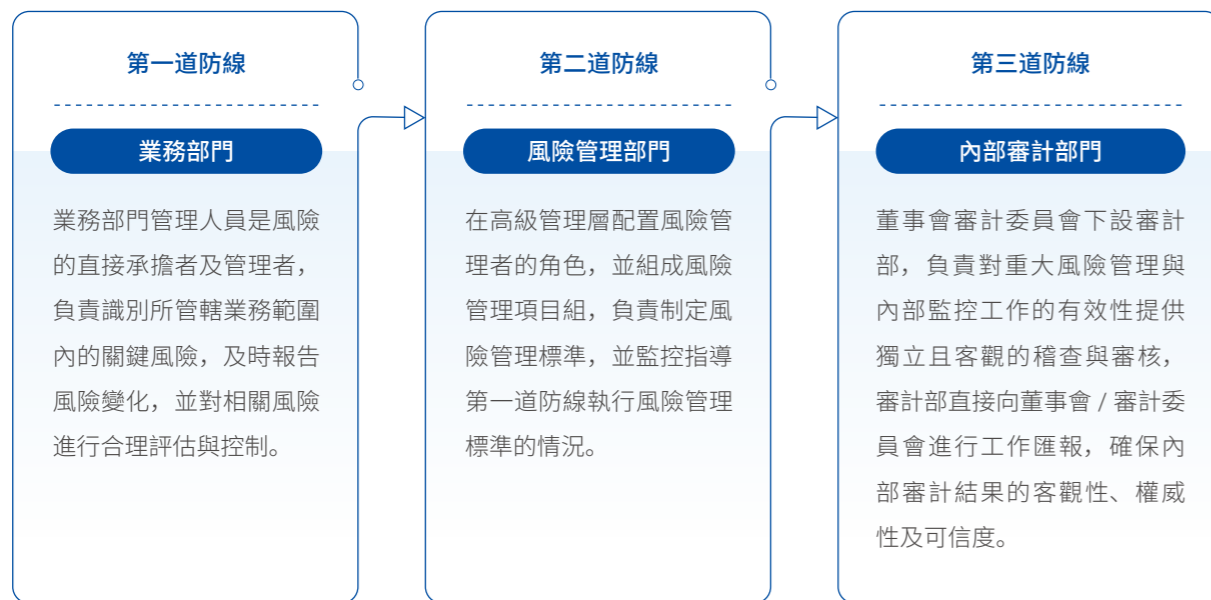 第一道防線
業務部門
業務部門管理人員是風險
的直接承擔者及管理者，
負責識別所管轄業務範圍
內的關鍵風險，及時報告
風險變化，並對相關風險
進行合理評估與控制。
第二道防線
風險管理部門
在高級管理層配置風險管
理者的角色，並組成風險
管理項目組，負責制定風
險管理標準，並監控指導
第一道防線執行風險管理
標準的情況。
第三道防線
內部審計部門
董事會審計委員會下設審計
部，負責對重大風險管理與
內部監控工作的有效性提供
獨立且客觀的稽查與審核，
審計部直接向董事會 / 審計委
員會進行工作匯報，確保內
部審計結果的客觀性、權威
性及可信度。